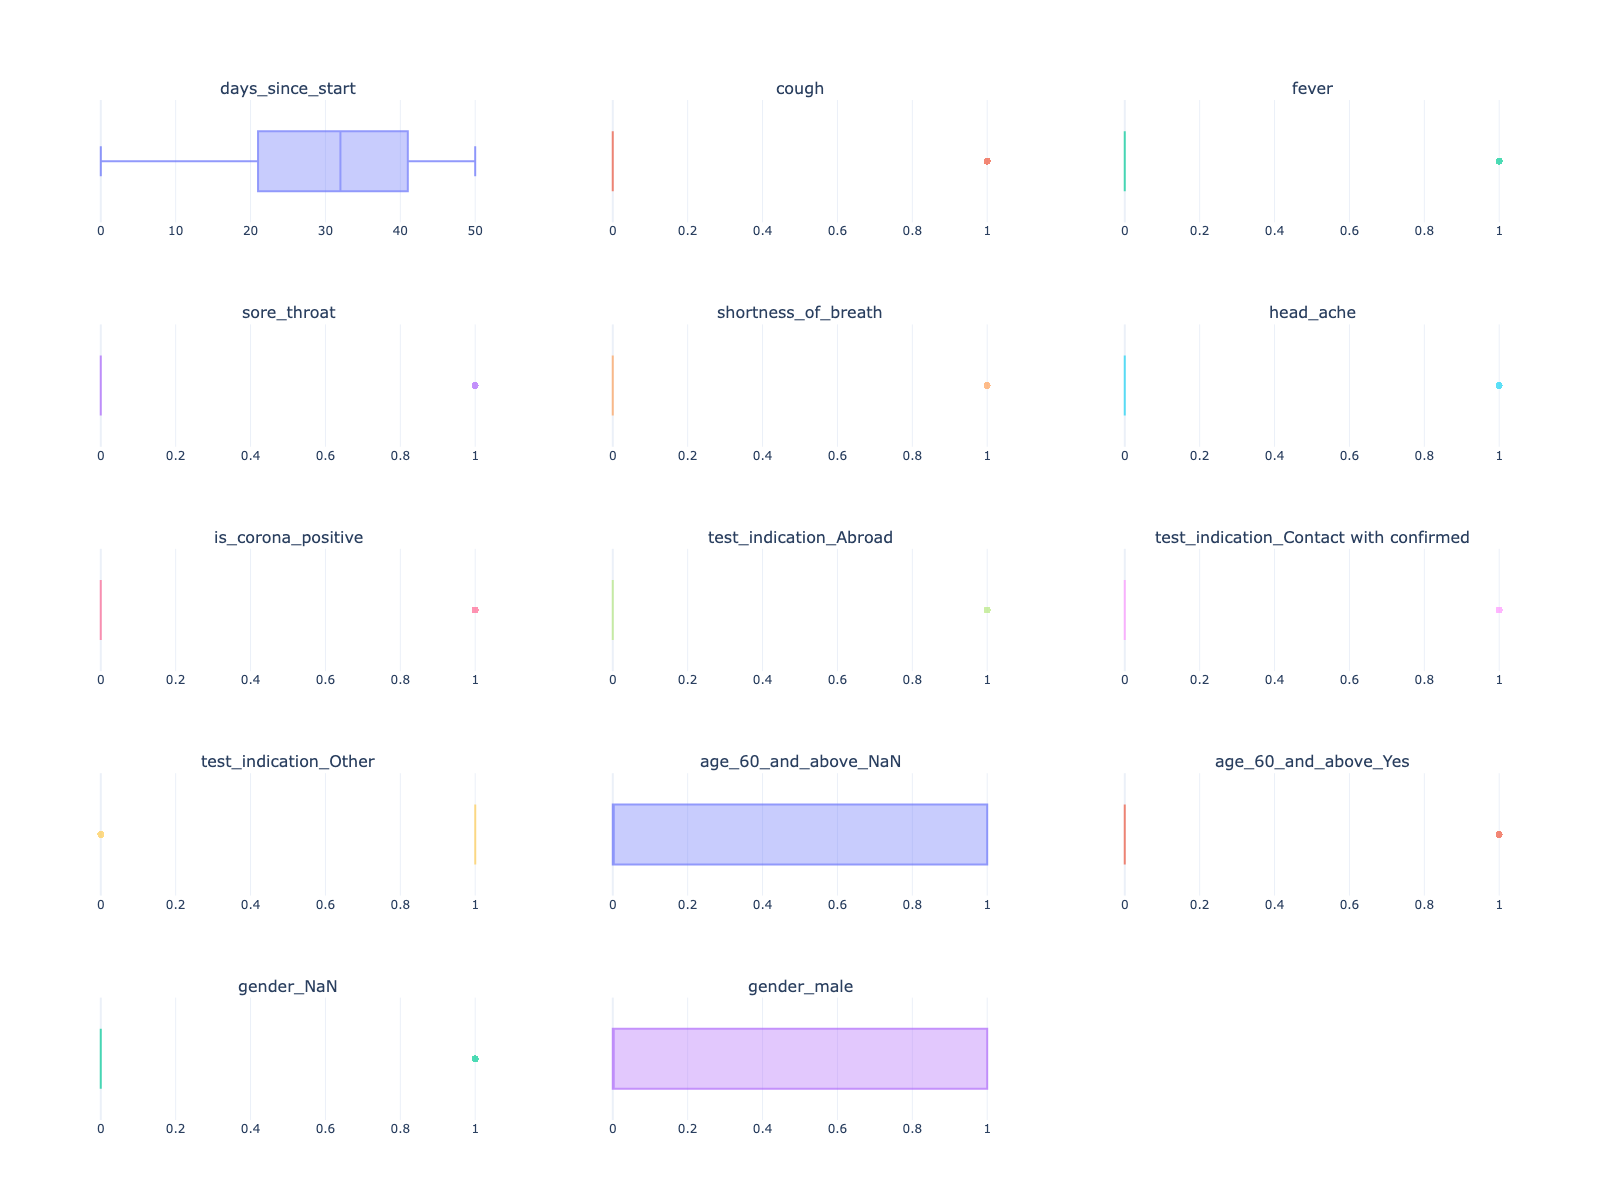 days_since_start cough fever
0 10 20 30 40 50 0 0.2 0.4 0.6 0.8 1 0 0.2 0.4 0.6 0.8 1
sore_throat shortness_of_breath head_ache
0 0.2 0.4 0.6 0.8 1 0 0.2 0.4 0.6 0.8 1 0 0.2 0.4 0.6 0.8 1
is_corona_positive test_indication_Abroad test_indication_Contact with confirmed
0 0.2 0.4 0.6 0.8 1 0 0.2 0.4 0.6 0.8 1 0 0.2 0.4 0.6 0.8 1
test_indication_Other age_60_and_above_NaN age_60_and_above_Yes
0 0.2 0.4 0.6 0.8 1 0 0.2 0.4 0.6 0.8 1 0 0.2 0.4 0.6 0.8 1
gender_NaN gender_male
0 0.2 0.4 0.6 0.8 1 0 0.2 0.4 0.6 0.8 1